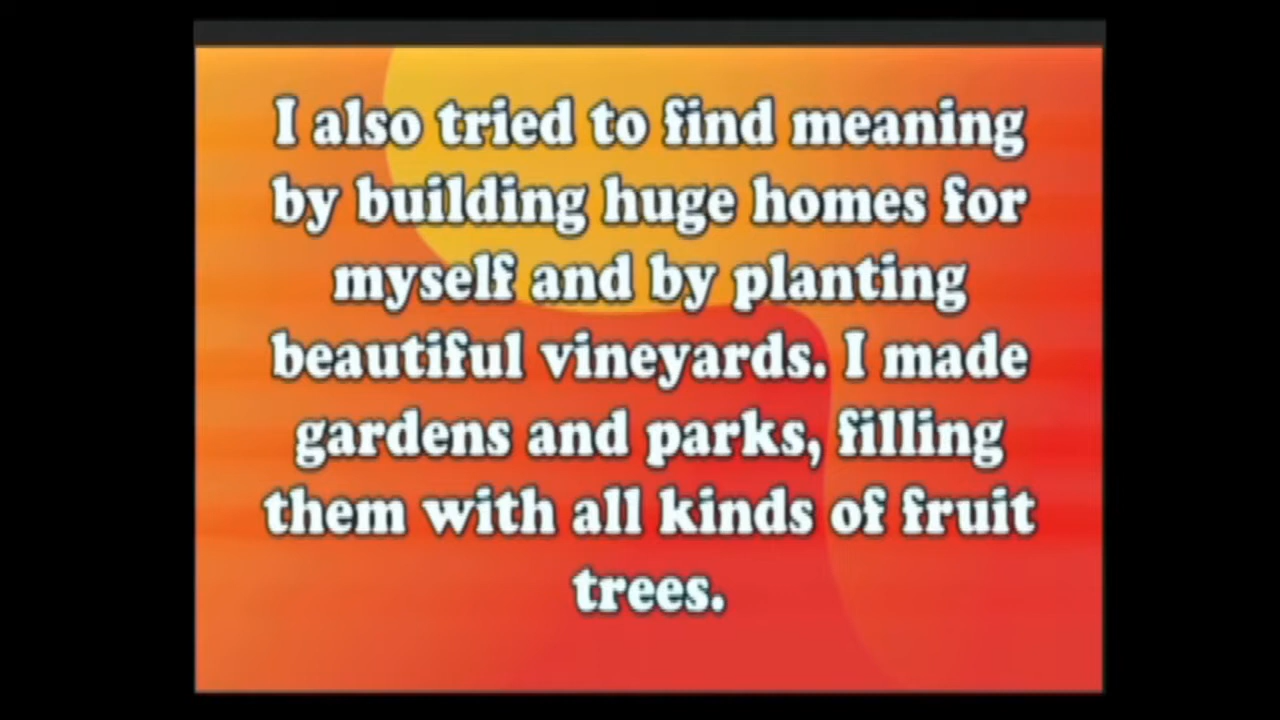 I also tried to find meaning
by building huge homes for
myself and by planting
beautiful vineyards. I made
gardens and parks, filling
them with all kinds of fruit
trees.